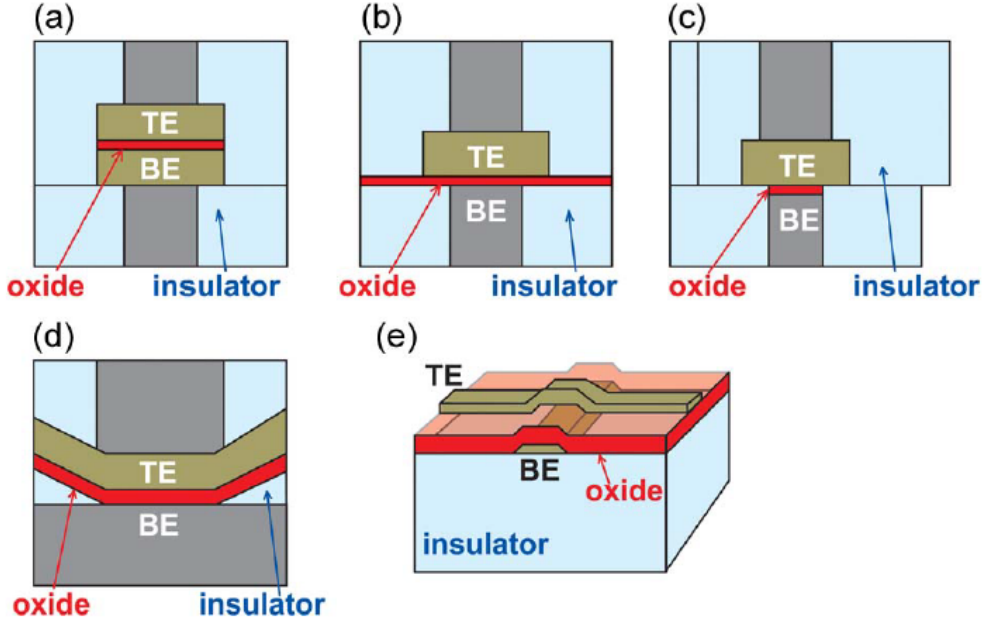 (a)
TE
BE
oxide
insulator
(b)
TE
BE
oxide
insulator
(c)
TE
BE
oxide
insulator
(d)
TE
BE
oxide
insulator
(e)
TE
BE
oxide
insulator